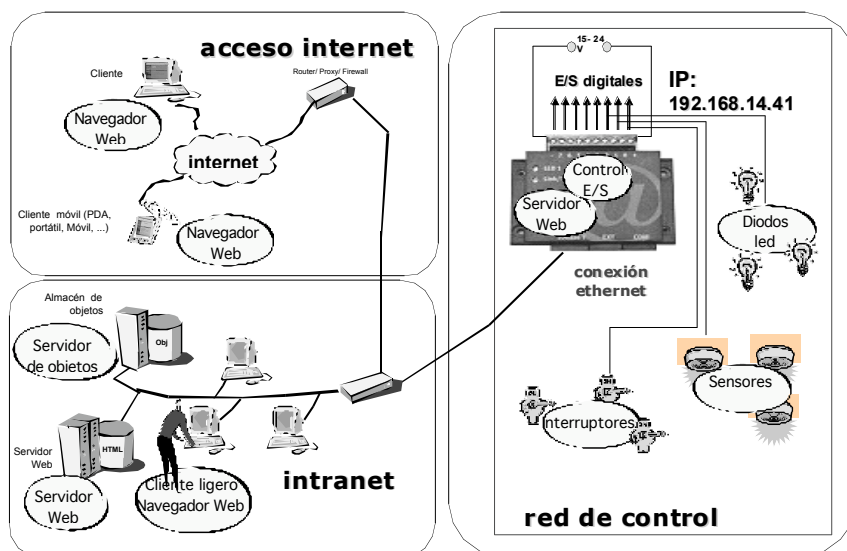 acceso internet
Cliente
Router/ Proxy/ Firewall
Navegador
Web
internet
Cliente móvil (PDA,
portátil, Móvil, ...)
Navegador
Web
Almacén de
objetos
Obj
Servidor
de objetos
Servidor
Web
HTML
Servidor
Web
Cliente ligero
Navegador Web
intranet
15- 24
V
E/S digitales
IP:
192.168.14.41
Control
E/S
Servidor
Web
EXT
conexión
ethernet
Diodos
led
Sensores
Interruptores
red de control